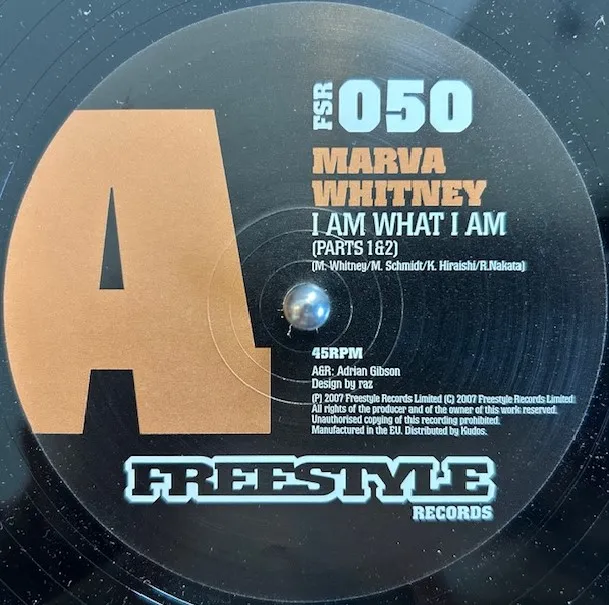 A
FSR 050
MARVA
WHITNEY
I AM WHAT I AM
(PARTS 1&2)
(M. Whitney/M. Schmidt/K. Hiraishi/R.Nakata)
45RPM
A&R: Adrian Gibson
Design by raz
(P) 2007 Freestyle Records Limited (C) 2007 Freestyle Records Limited
All rights of the producer and of the owner of this work reserved.
Unauthorised copying of this recording prohibited.
Manufactured in the EU. Distributed by Kudos.
FREESTYLE
RECORDS